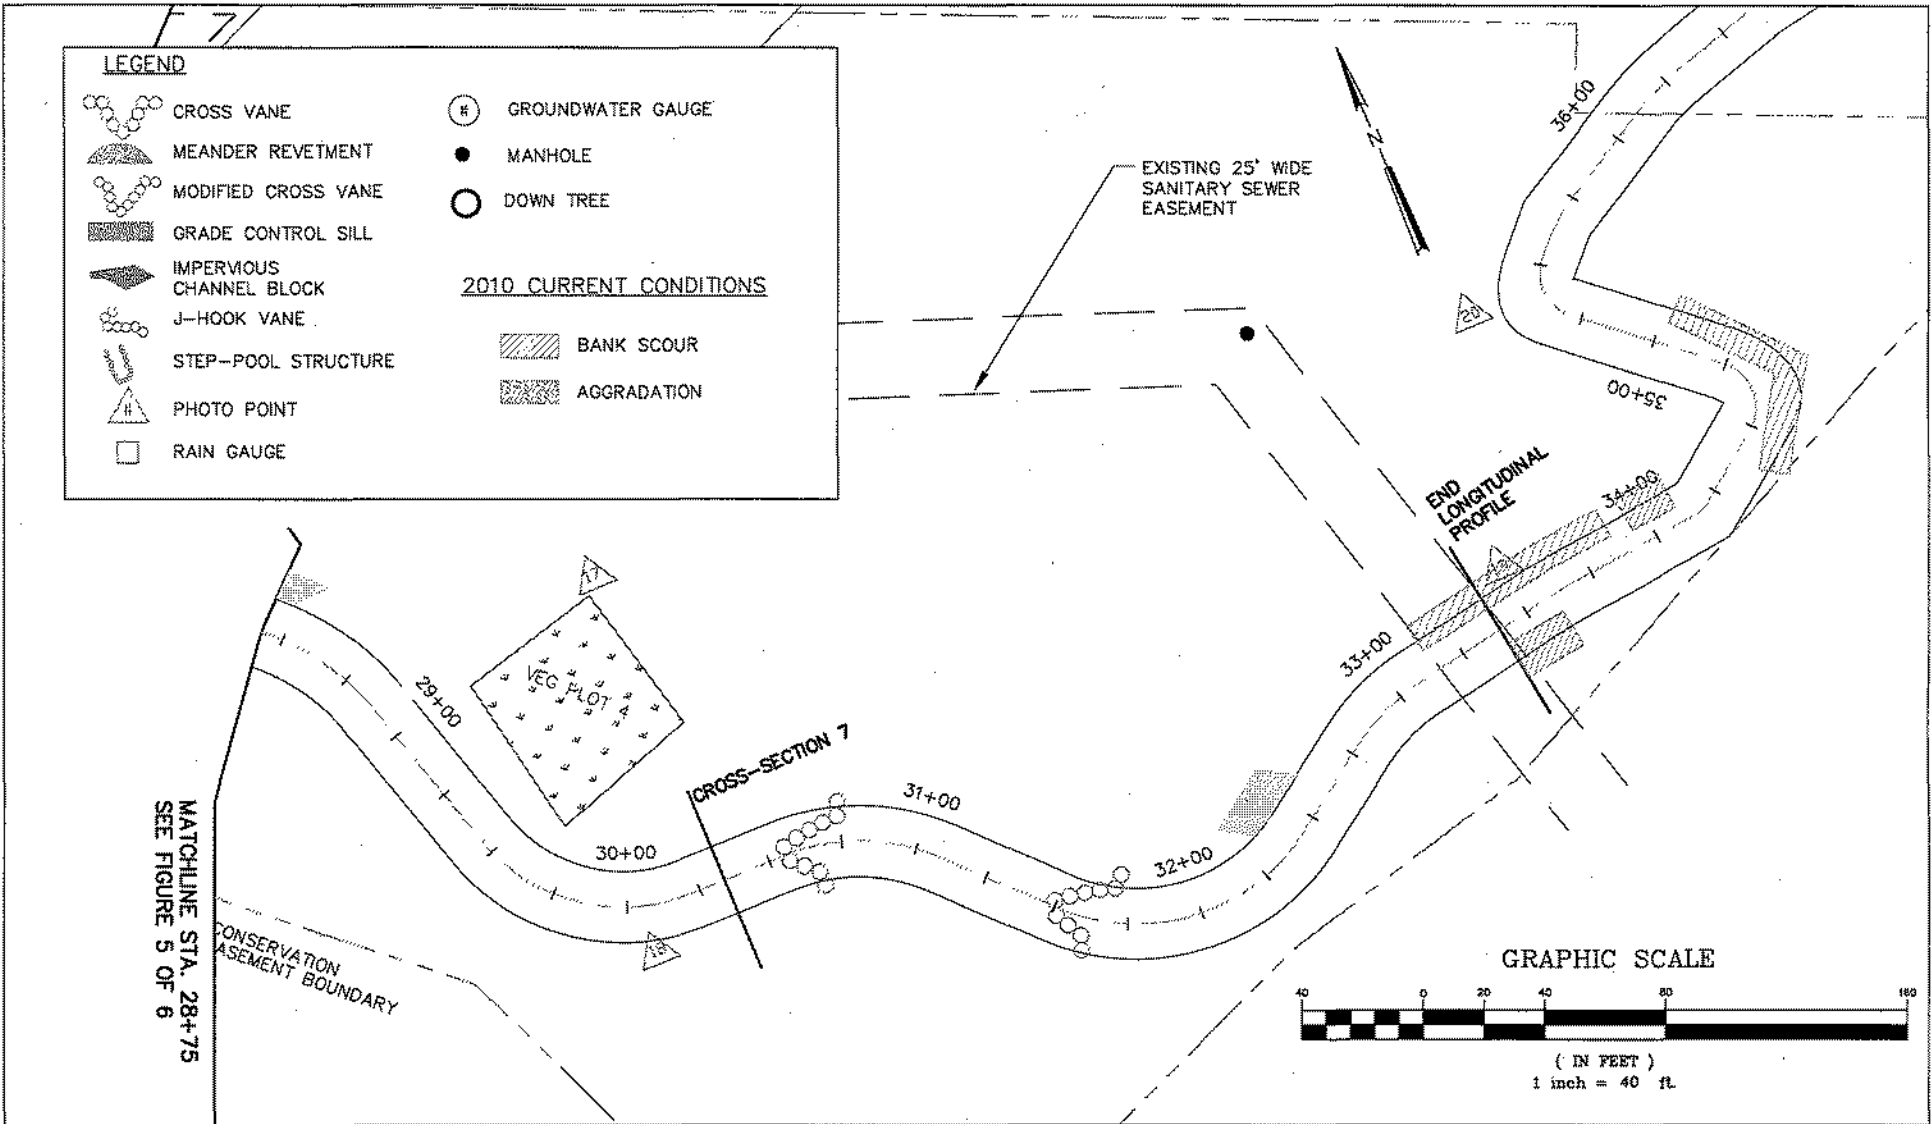 7
LEGEND
CROSS VANE
MEANDER REVETMENT
MODIFIED CROSS VANE
GRADE CONTROL SILL
IMPERVIOUS
CHANNEL BLOCK
J-HOOK VANE
STEP-POOL STRUCTURE
# PHOTO POINT
RAIN GAUGE
# GROUNDWATER GAUGE
MANHOLE
DOWN TREE
2010 CURRENT CONDITIONS
BANK SCOUR
AGGRADATION
EXISTING 25' WIDE
SANITARY SEWER
EASEMENT
N
36+00
20
35+00
34+00
END
LONGITUDINAL
PROFILE
33+00
17
VEG PLOT 4
29+00
CROSS-SECTION 7
30+00
31+00
32+00
18
MATCHLINE STA. 28+75
SEE FIGURE 5 OF 6
CONSERVATION
EASEMENT BOUNDARY
GRAPHIC SCALE
40 0 20 40 80 160
( IN FEET )
1 inch = 40 ft.